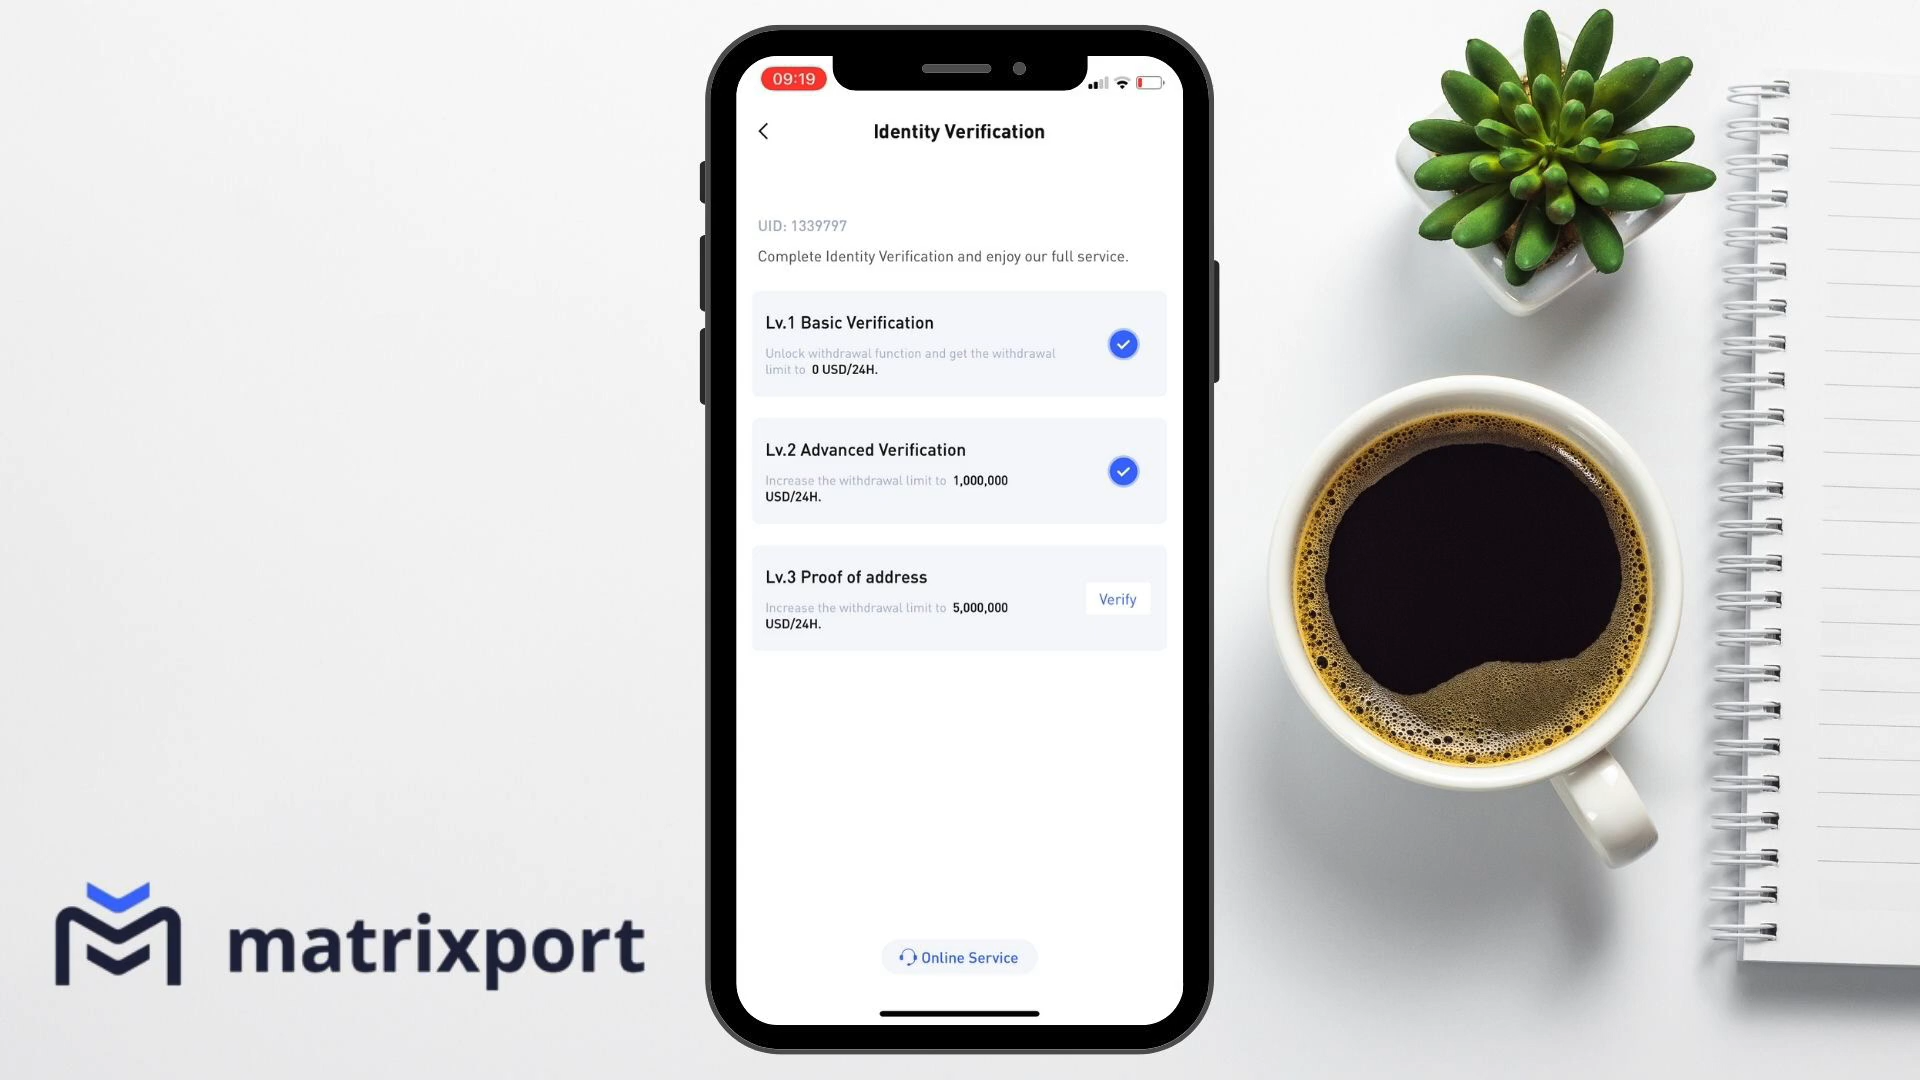 09:19
Identity Verification
UID: 1339797
Complete Identity Verification and enjoy our full service.
Lv.1 Basic Verification
Unlock withdrawal function and get the withdrawal
limit to 0 USD/24H.
Lv.2 Advanced Verification
Increase the withdrawal limit to 1,000,000
USD/24H.
Lv.3 Proof of address
Increase the withdrawal limit to 5,000,000
USD/24H.
Verify
Online Service
matrixport